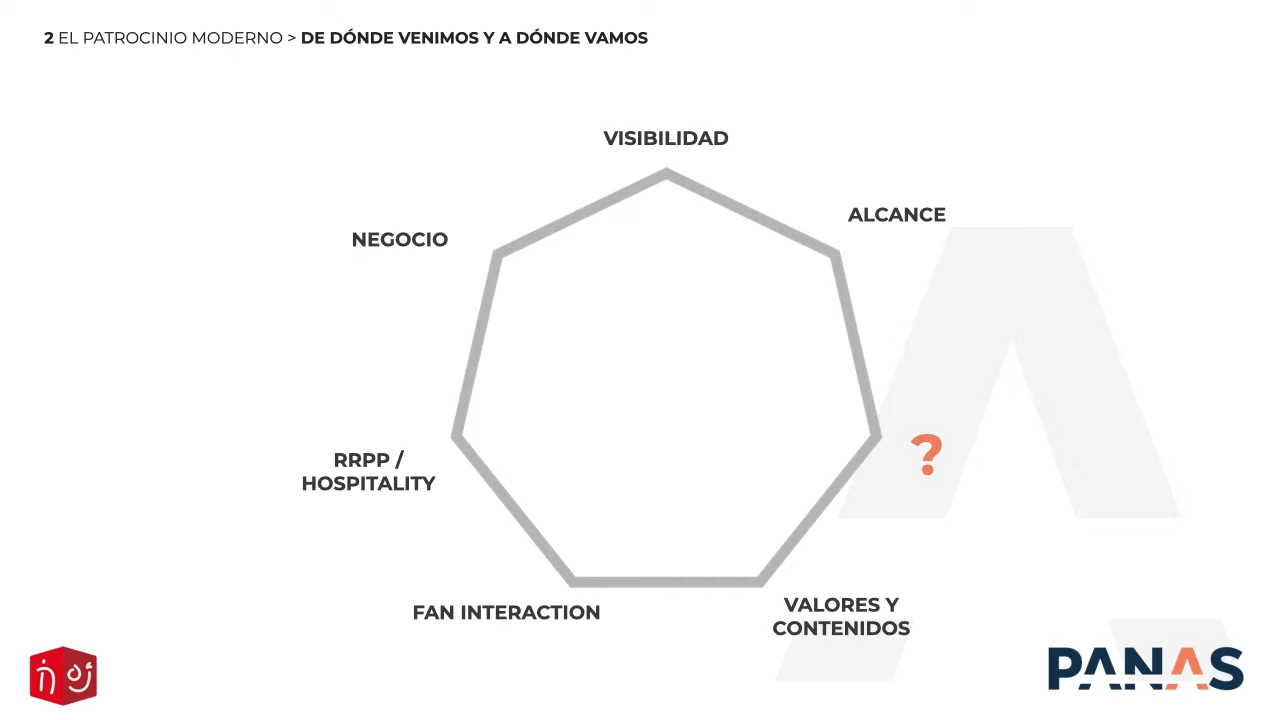 2 EL PATROCINIO MODERNO > DE DÓNDE VENIMOS Y A DÓNDE VAMOS
VISIBILIDAD
ALCANCE
NEGOCIO
?
RRPP /
HOSPITALITY
FAN INTERACTION
VALORES Y
CONTENIDOS
PANAS